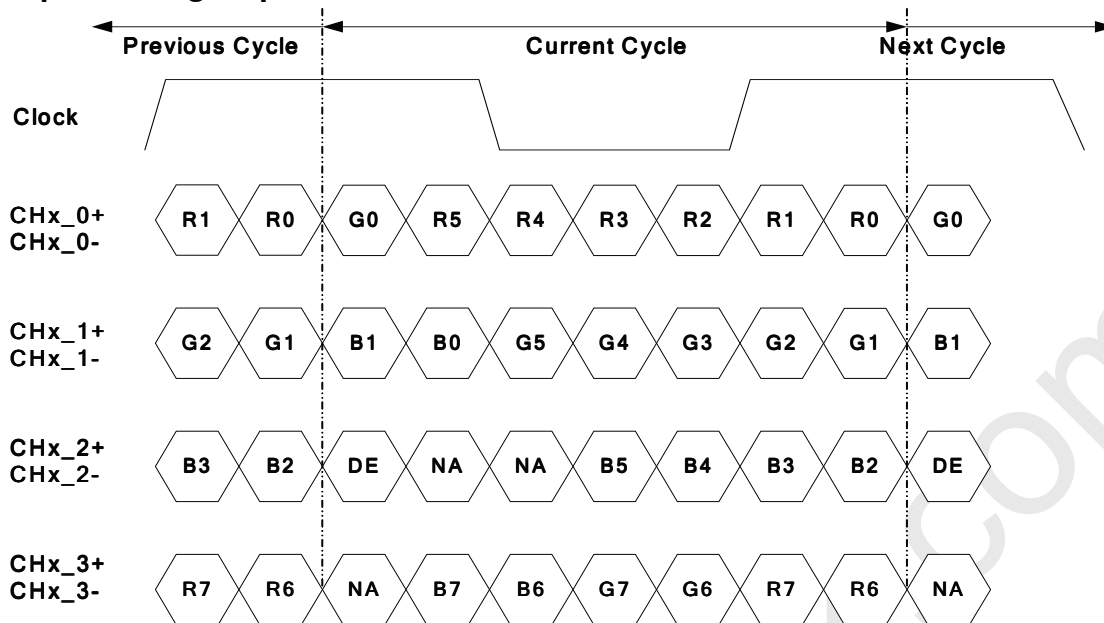 Previous Cycle Current Cycle Next Cycle
Clock
CHx_0+ R1 R0 G0 R5 R4 R3 R2 R1 R0 G0
CHx_0-
CHx_1+ G2 G1 B1 B0 G5 G4 G3 G2 G1 B1
CHx_1-
CHx_2+ B3 B2 DE NA NA B5 B4 B3 B2 DE
CHx_2-
CHx_3+ R7 R6 NA B7 B6 G7 G6 R7 R6 NA
CHx_3-